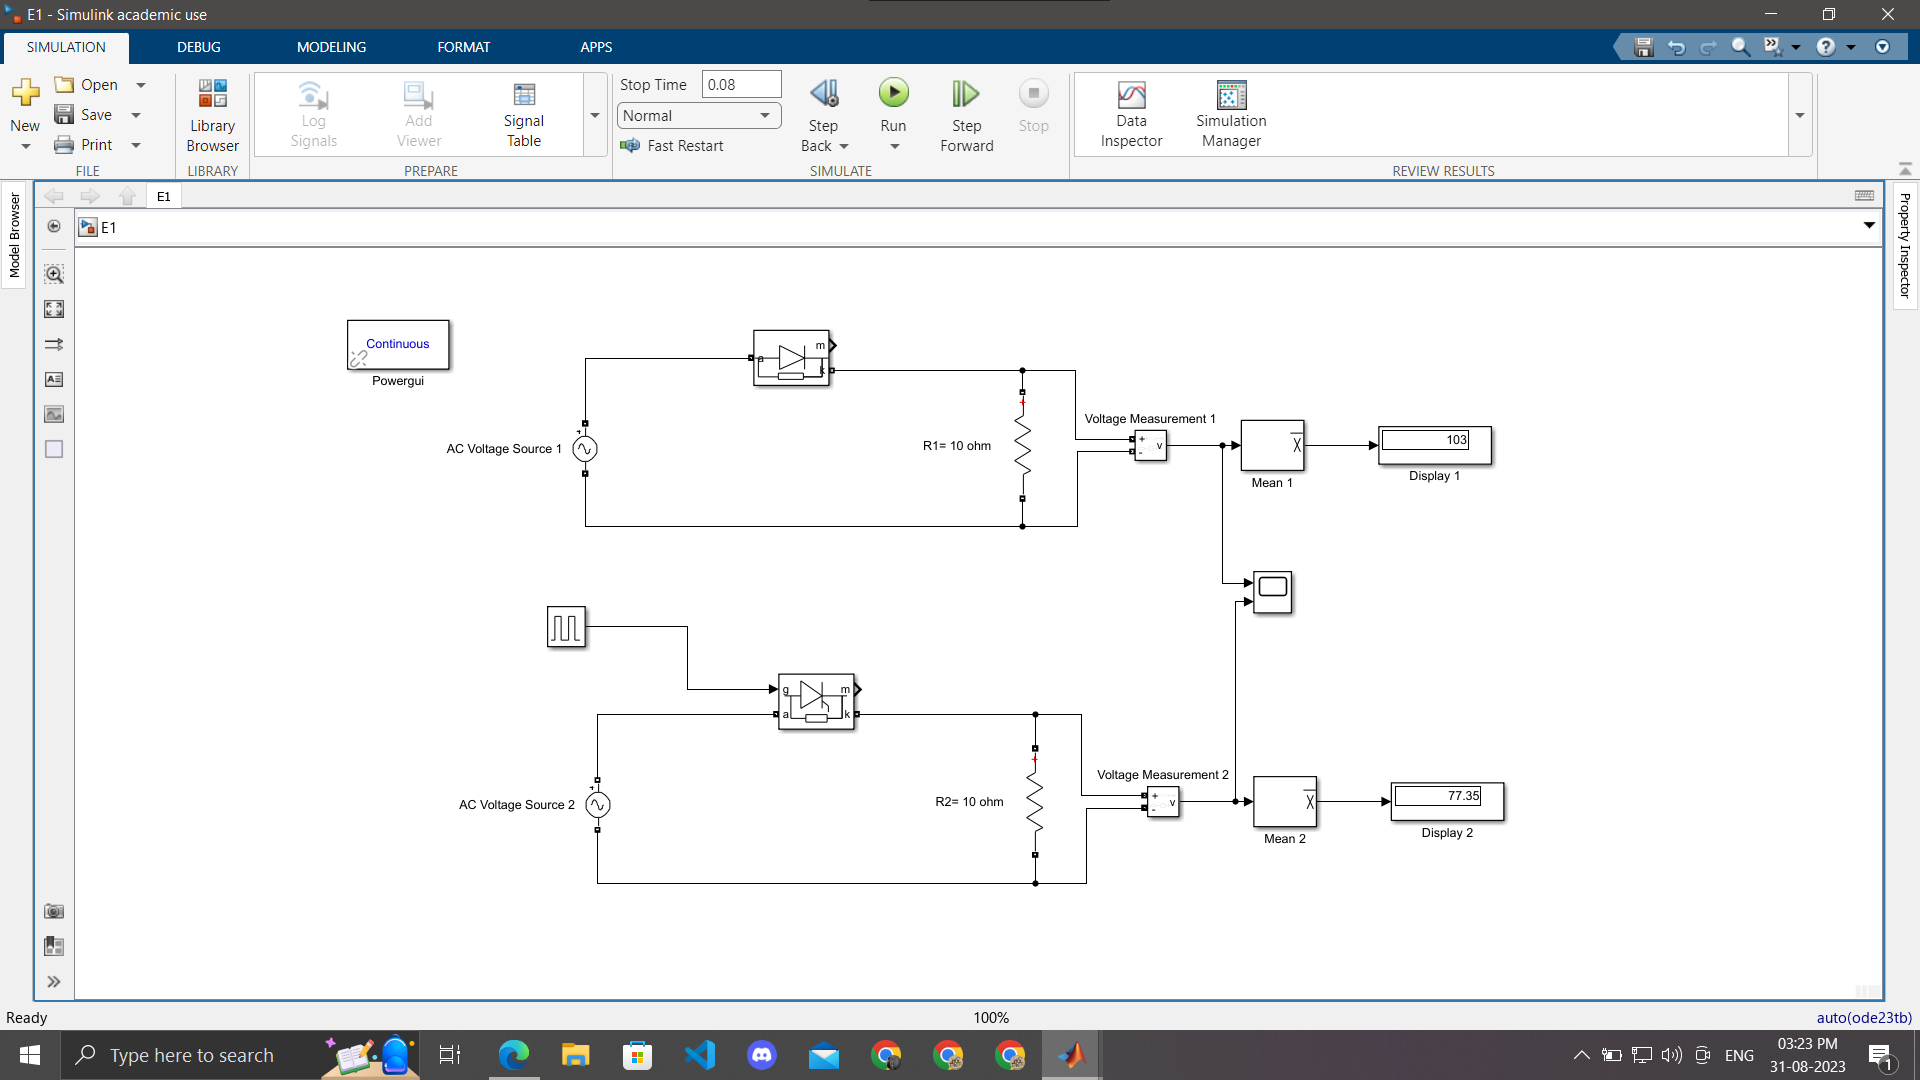 E1 - Simulink academic use
SIMULATION DEBUG MODELING FORMAT APPS
New
Open
Save
Print
FILE
Library
Browser
LIBRARY
Log
Signals
Add
Viewer
Signal
Table
PREPARE
Stop Time 0.08
Normal
Fast Restart
Step
Back
Run
Step
Forward
Stop
SIMULATE
Data
Inspector
Simulation
Manager
REVIEW RESULTS
Model Browser
Property Inspector
E1
E1
Continuous
Powergui
a
m
k
AC Voltage Source 1
+
+
R1= 10 ohm
Voltage Measurement 1
+
-
v
X
Mean 1
103
Display 1
g
m
a
k
AC Voltage Source 2
+
+
R2= 10 ohm
Voltage Measurement 2
+
-
v
X
Mean 2
77.35
Display 2
Ready
100%
auto(ode23tb)
Type here to search
ENG
03:23 PM
31-08-2023
1